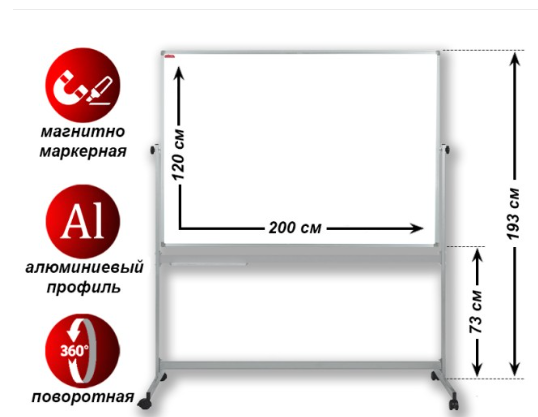 магнитно
маркерная
Al
алюминиевый
профиль
360°
поворотная
120 см
200 см
193 см
73 см